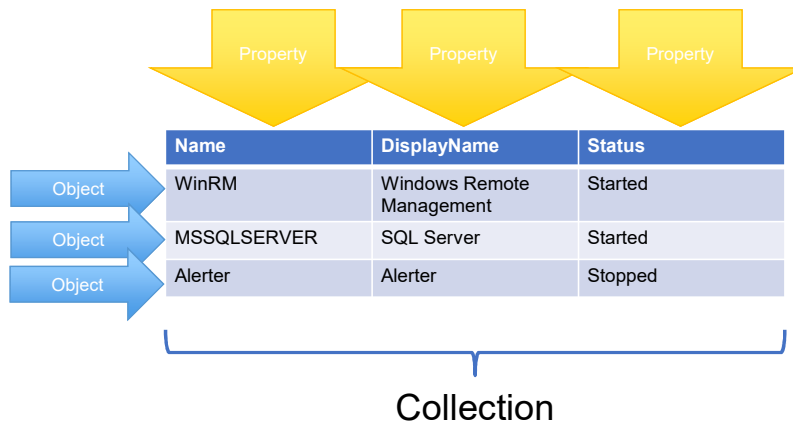 Property Property Property
Name DisplayName Status
Object WinRM Windows Remote Started
Management
Object MSSQLSERVER SQL Server Started
Object Alerter Alerter Stopped
Collection